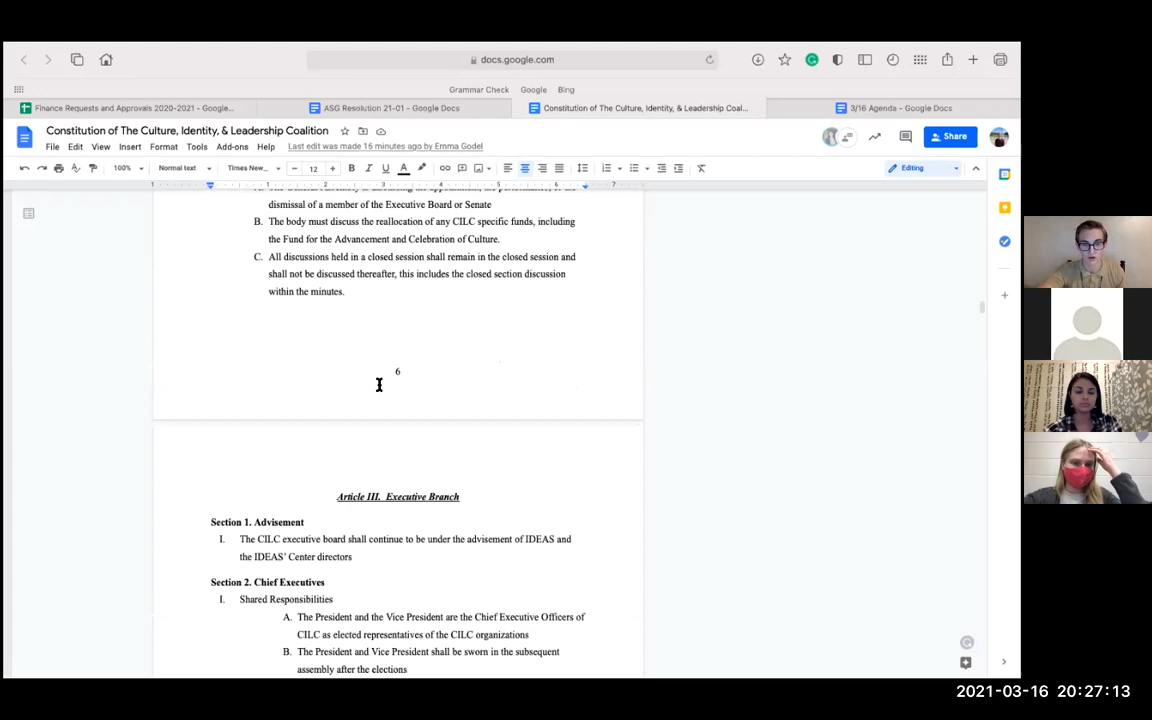 docs.google.com
Grammar Check Google Bing
Finance Requests and Approvals 2020-2021 - Google...
ASG Resolution 21-01 - Google Docs
Constitution of The Culture, Identity, & Leadership Coal...
3/16 Agenda - Google Docs
Constitution of The Culture, Identity, & Leadership Coalition
File Edit View Insert Format Tools Add-ons Help Last edit was made 16 minutes ago by Emma Godel
Share
100% Normal text Times New... 12 Editing
1 1 2 3 4 5 6 7
dismissal of a member of the Executive Board or Senate
B. The body must discuss the reallocation of any CILC specific funds, including
the Fund for the Advancement and Celebration of Culture.
C. All discussions held in a closed session shall remain in the closed session and
shall not be discussed thereafter, this includes the closed section discussion
within the minutes.
6
Article III. Executive Branch
Section 1. Advisement
I. The CILC executive board shall continue to be under the advisement of IDEAS and
the IDEAS' Center directors
Section 2. Chief Executives
I. Shared Responsibilities
A. The President and the Vice President are the Chief Executive Officers of
CILC as elected representatives of the CILC organizations
B. The President and Vice President shall be sworn in the subsequent
assembly after the elections
2021-03-16 20:27:13